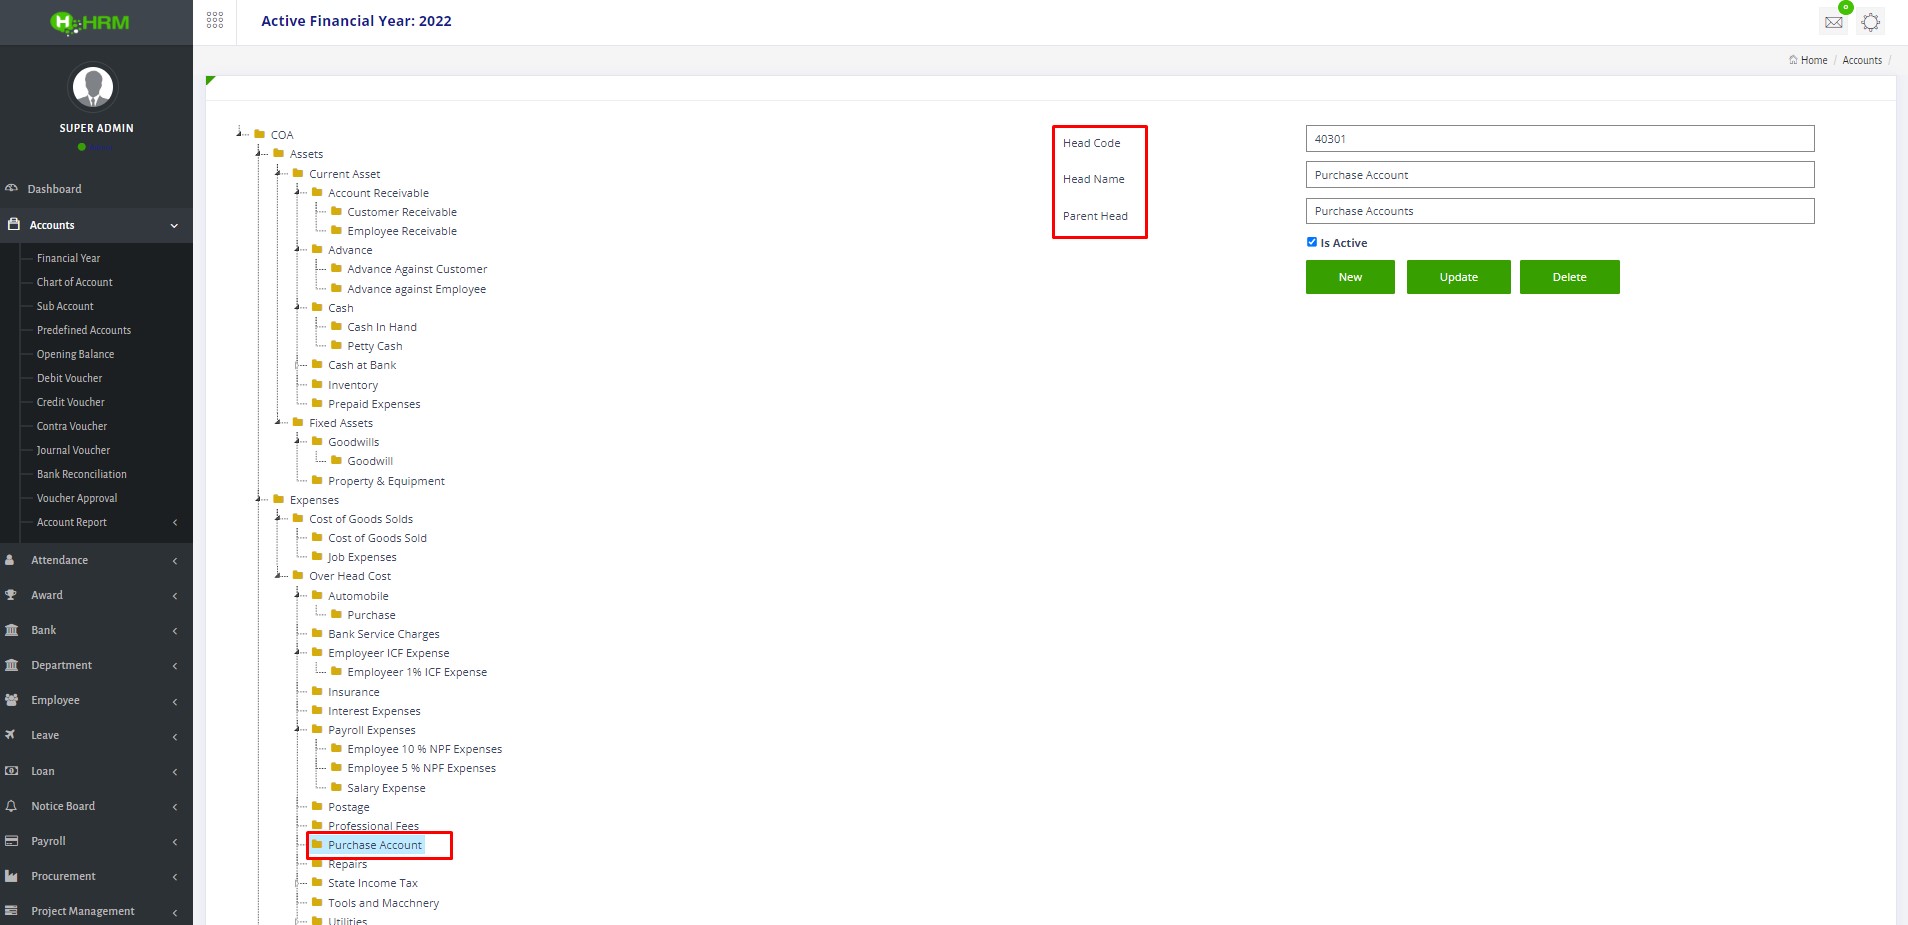 HRM
Active Financial Year: 2022
0
Home / Accounts /
SUPER ADMIN
Dashboard
Accounts
Financial Year
Chart of Account
Sub Account
Predefined Accounts
Opening Balance
Debit Voucher
Credit Voucher
Contra Voucher
Journal Voucher
Bank Reconciliation
Voucher Approval
Account Report
Attendance
Award
Bank
Department
Employee
Leave
Loan
Notice Board
Payroll
Procurement
Project Management
COA
Assets
Current Asset
Account Receivable
Customer Receivable
Employee Receivable
Advance
Advance Against Customer
Advance against Employee
Cash
Cash In Hand
Petty Cash
Cash at Bank
Inventory
Prepaid Expenses
Fixed Assets
Goodwills
Goodwill
Property & Equipment
Expenses
Cost of Goods Solds
Cost of Goods Sold
Job Expenses
Over Head Cost
Automobile
Purchase
Bank Service Charges
Employeer ICF Expense
Employeer 1% ICF Expense
Insurance
Interest Expenses
Payroll Expenses
Employee 10 % NPF Expenses
Employee 5 % NPF Expenses
Salary Expense
Postage
Professional Fees
Purchase Account
Repairs
State Income Tax
Tools and Macchnery
Utilities
Head Code 40301
Head Name Purchase Account
Parent Head Purchase Accounts
Is Active
New Update Delete